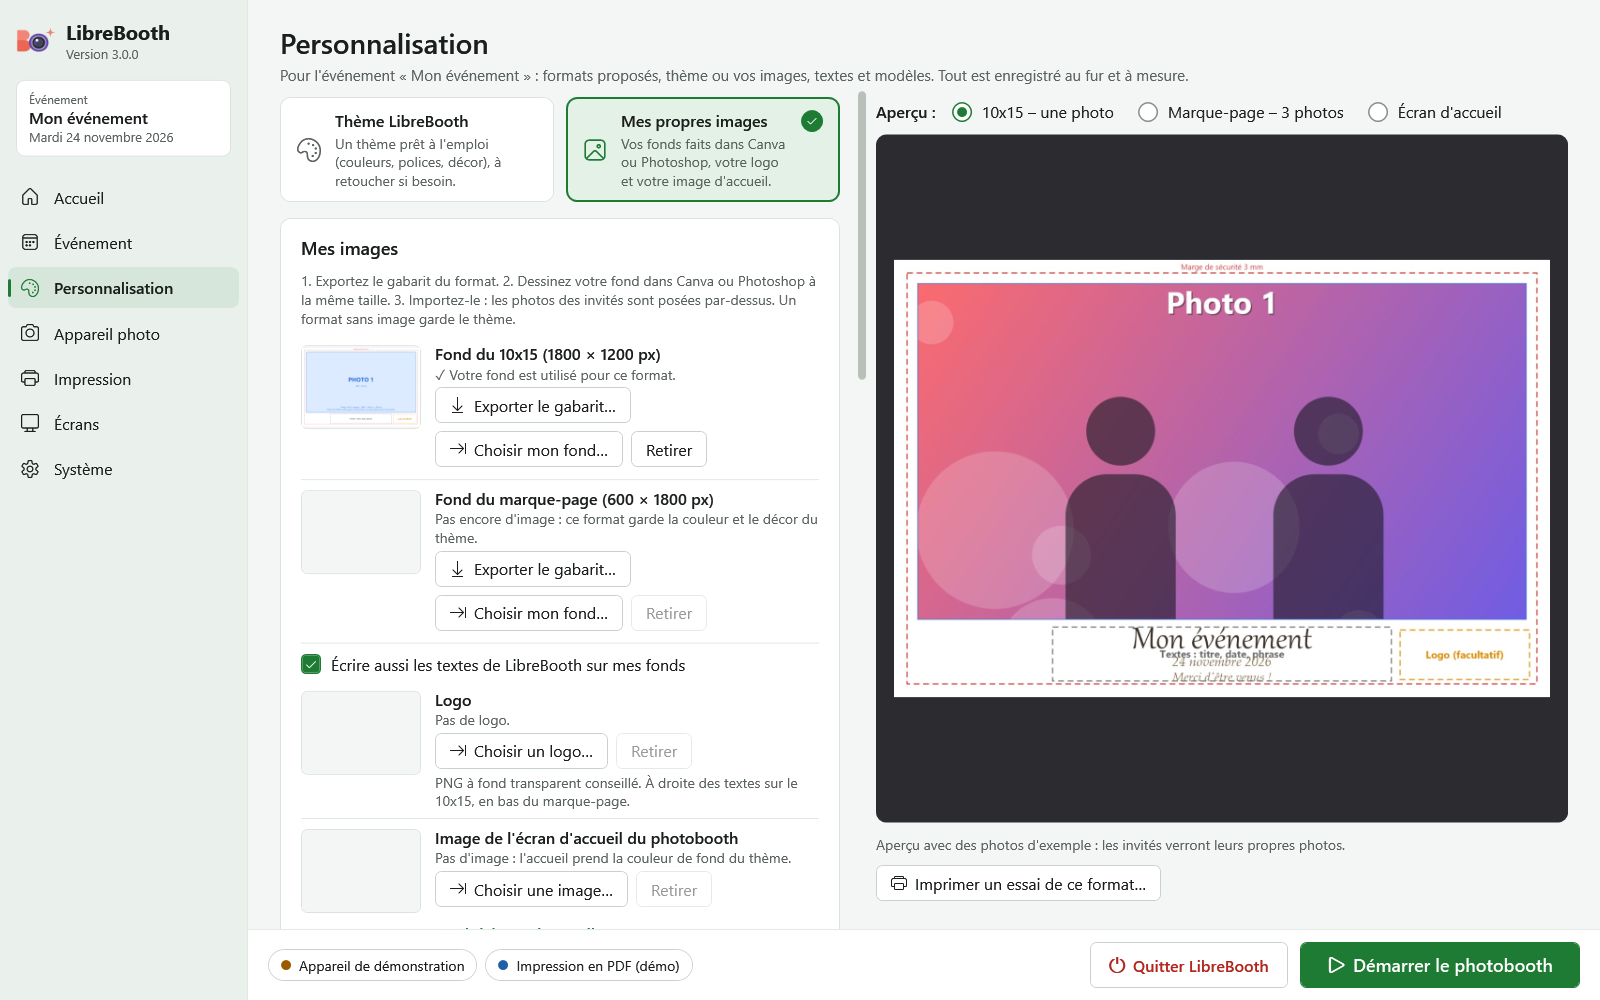 LibreBooth
Version 3.0.0
Événement
Mon événement
Mardi 24 novembre 2026
Accueil
Événement
Personnalisation
Appareil photo
Impression
Écrans
Système
Personnalisation
Pour l'événement « Mon événement » : formats proposés, thème ou vos images, textes et modèles. Tout est enregistré au fur et à mesure.
Thème LibreBooth
Un thème prêt à l'emploi
(couleurs, polices, décor), à
retoucher si besoin.
Mes propres images
Vos fonds faits dans Canva
ou Photoshop, votre logo
et votre image d'accueil.
Mes images
1. Exportez le gabarit du format. 2. Dessinez votre fond dans Canva ou Photoshop à
la même taille. 3. Importez-le : les photos des invités sont posées par-dessus. Un
format sans image garde le thème.
PHOTO 1
Fond du 10x15 (1800 × 1200 px)
✓ Votre fond est utilisé pour ce format.
Exporter le gabarit...
Choisir mon fond...
Retirer
Fond du marque-page (600 × 1800 px)
Pas encore d'image : ce format garde la couleur et le décor du
thème.
Exporter le gabarit...
Choisir mon fond...
Retirer
Écrire aussi les textes de LibreBooth sur mes fonds
Logo
Pas de logo.
Choisir un logo...
Retirer
PNG à fond transparent conseillé. À droite des textes sur le
10x15, en bas du marque-page.
Image de l'écran d'accueil du photobooth
Pas d'image : l'accueil prend la couleur de fond du thème.
Choisir une image...
Retirer
Aperçu :
10x15 – une photo
Marque-page – 3 photos
Écran d'accueil
Marge de sécurité 3 mm
Photo 1
Mon événement
Textes : titre, date, phrase
24 novembre 2026
Merci d'être venus !
Logo (facultatif)
Aperçu avec des photos d'exemple : les invités verront leurs propres photos.
Imprimer un essai de ce format...
Appareil de démonstration
Impression en PDF (démo)
Quitter LibreBooth
Démarrer le photobooth